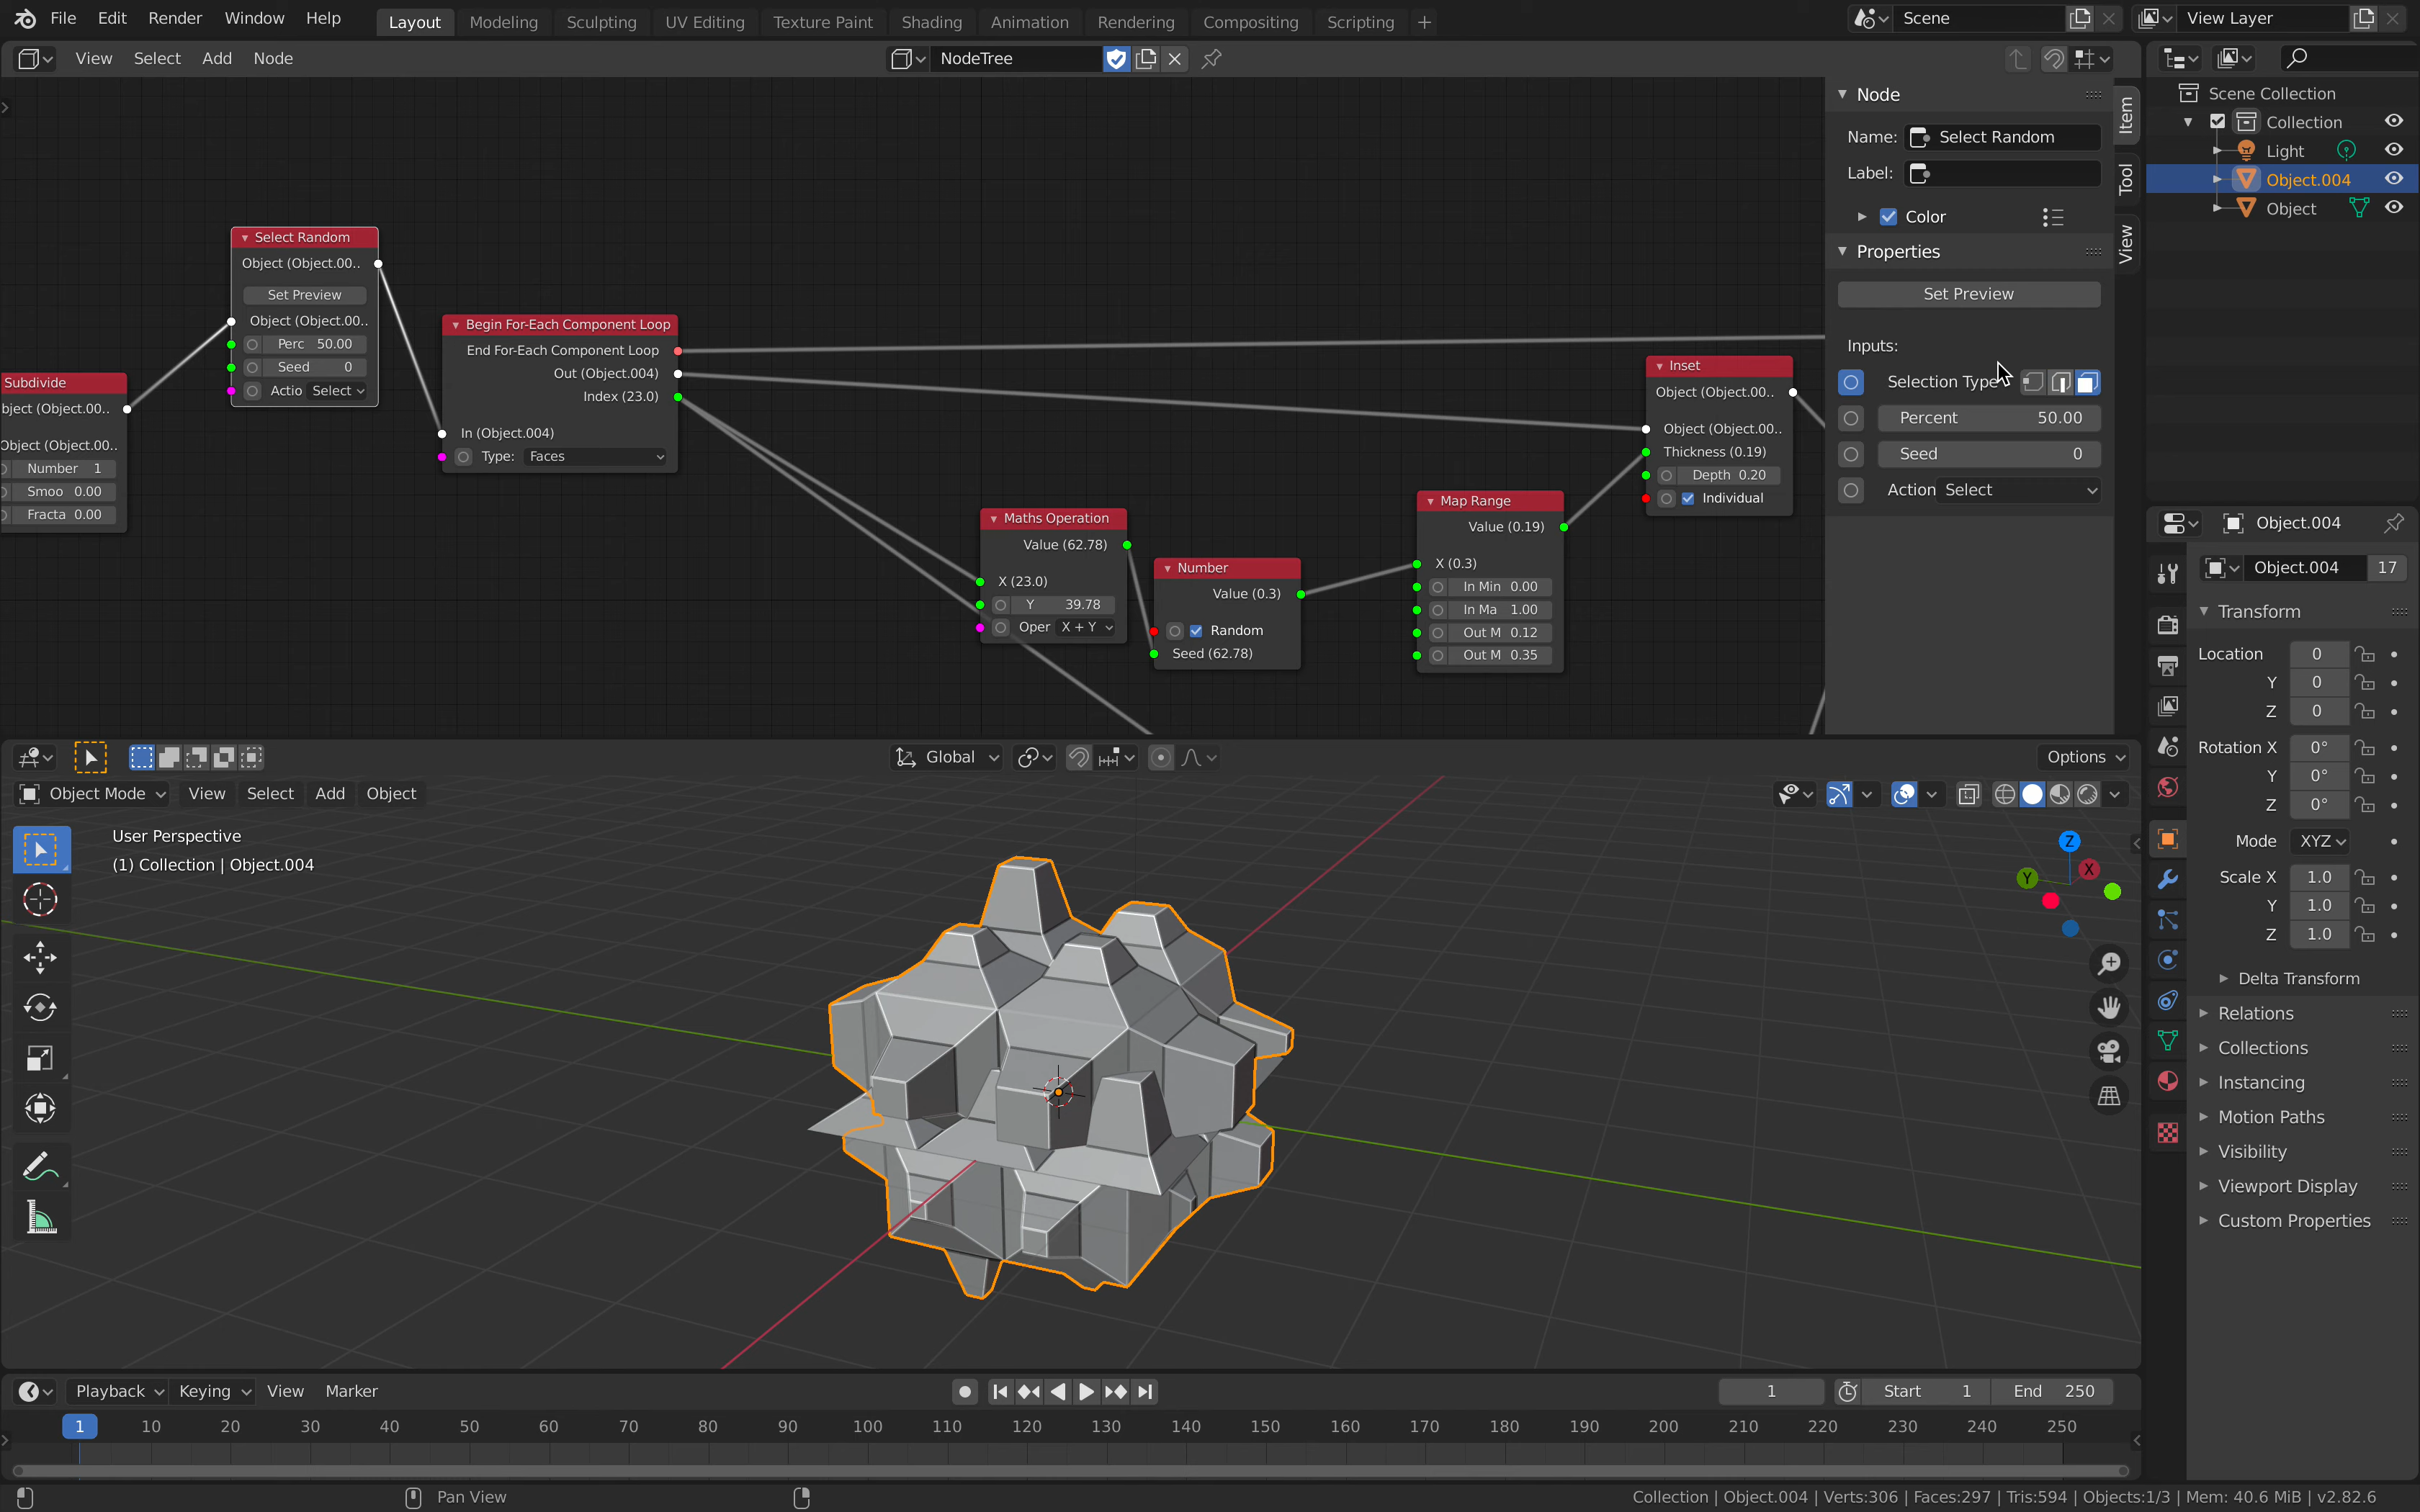 File Edit Render Window Help Layout Modeling Sculpting UV Editing Texture Paint Shading Animation Rendering Compositing Scripting + Scene View Layer
View Select Add Node NodeTree
Node
Name: Select Random
Label:
Color
Properties
Set Preview
Inputs:
Selection Type
Percent 50.00
Seed 0
Action Select
Item
Tool
View
Select Random
Object (Object.00..
Set Preview
Object (Object.00..
Perc 50.00
Seed 0
Actio Select
Subdivide
bject (Object.00..
Object (Object.00..
Number 1
Smoo 0.00
Fracta 0.00
Begin For-Each Component Loop
End For-Each Component Loop
Out (Object.004)
Index (23.0)
In (Object.004)
Type: Faces
Maths Operation
Value (62.78)
X (23.0)
Y 39.78
Oper X + Y
Number
Value (0.3)
Random
Seed (62.78)
Map Range
Value (0.19)
X (0.3)
In Min 0.00
In Ma 1.00
Out M 0.12
Out M 0.35
Inset
Object (Object.00..
Object (Object.00..
Thickness (0.19)
Depth 0.20
Individual
Scene Collection
Collection
Light
Object.004
Object
Object.004
Object.004 17
Transform
Location 0
Y 0
Z 0
Rotation X 0°
Y 0°
Z 0°
Mode XYZ
Scale X 1.0
Y 1.0
Z 1.0
Delta Transform
Relations
Collections
Instancing
Motion Paths
Visibility
Viewport Display
Custom Properties
Global Options
Object Mode View Select Add Object
User Perspective
(1) Collection | Object.004
Z
X
Y
Playback Keying View Marker 1 Start 1 End 250
1 10 20 30 40 50 60 70 80 90 100 110 120 130 140 150 160 170 180 190 200 210 220 230 240 250
Pan View Collection | Object.004 | Verts:306 | Faces:297 | Tris:594 | Objects:1/3 | Mem: 40.6 MiB | v2.82.6